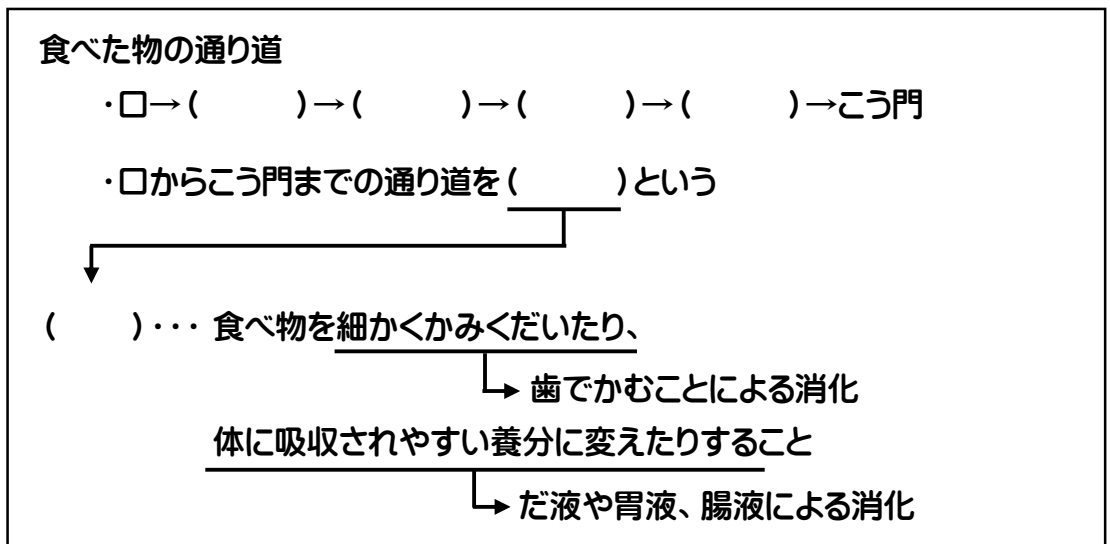 食べた物の通り道
・口→(　　　)→(　　　)→(　　　)→(　　　)→こう門
・口からこう門までの通り道を(　　　)という
(　　　)・・・ 食べ物を細かくかみくだいたり、
歯でかむことによる消化
体に吸収されやすい養分に変えたりすること
だ液や胃液、腸液による消化